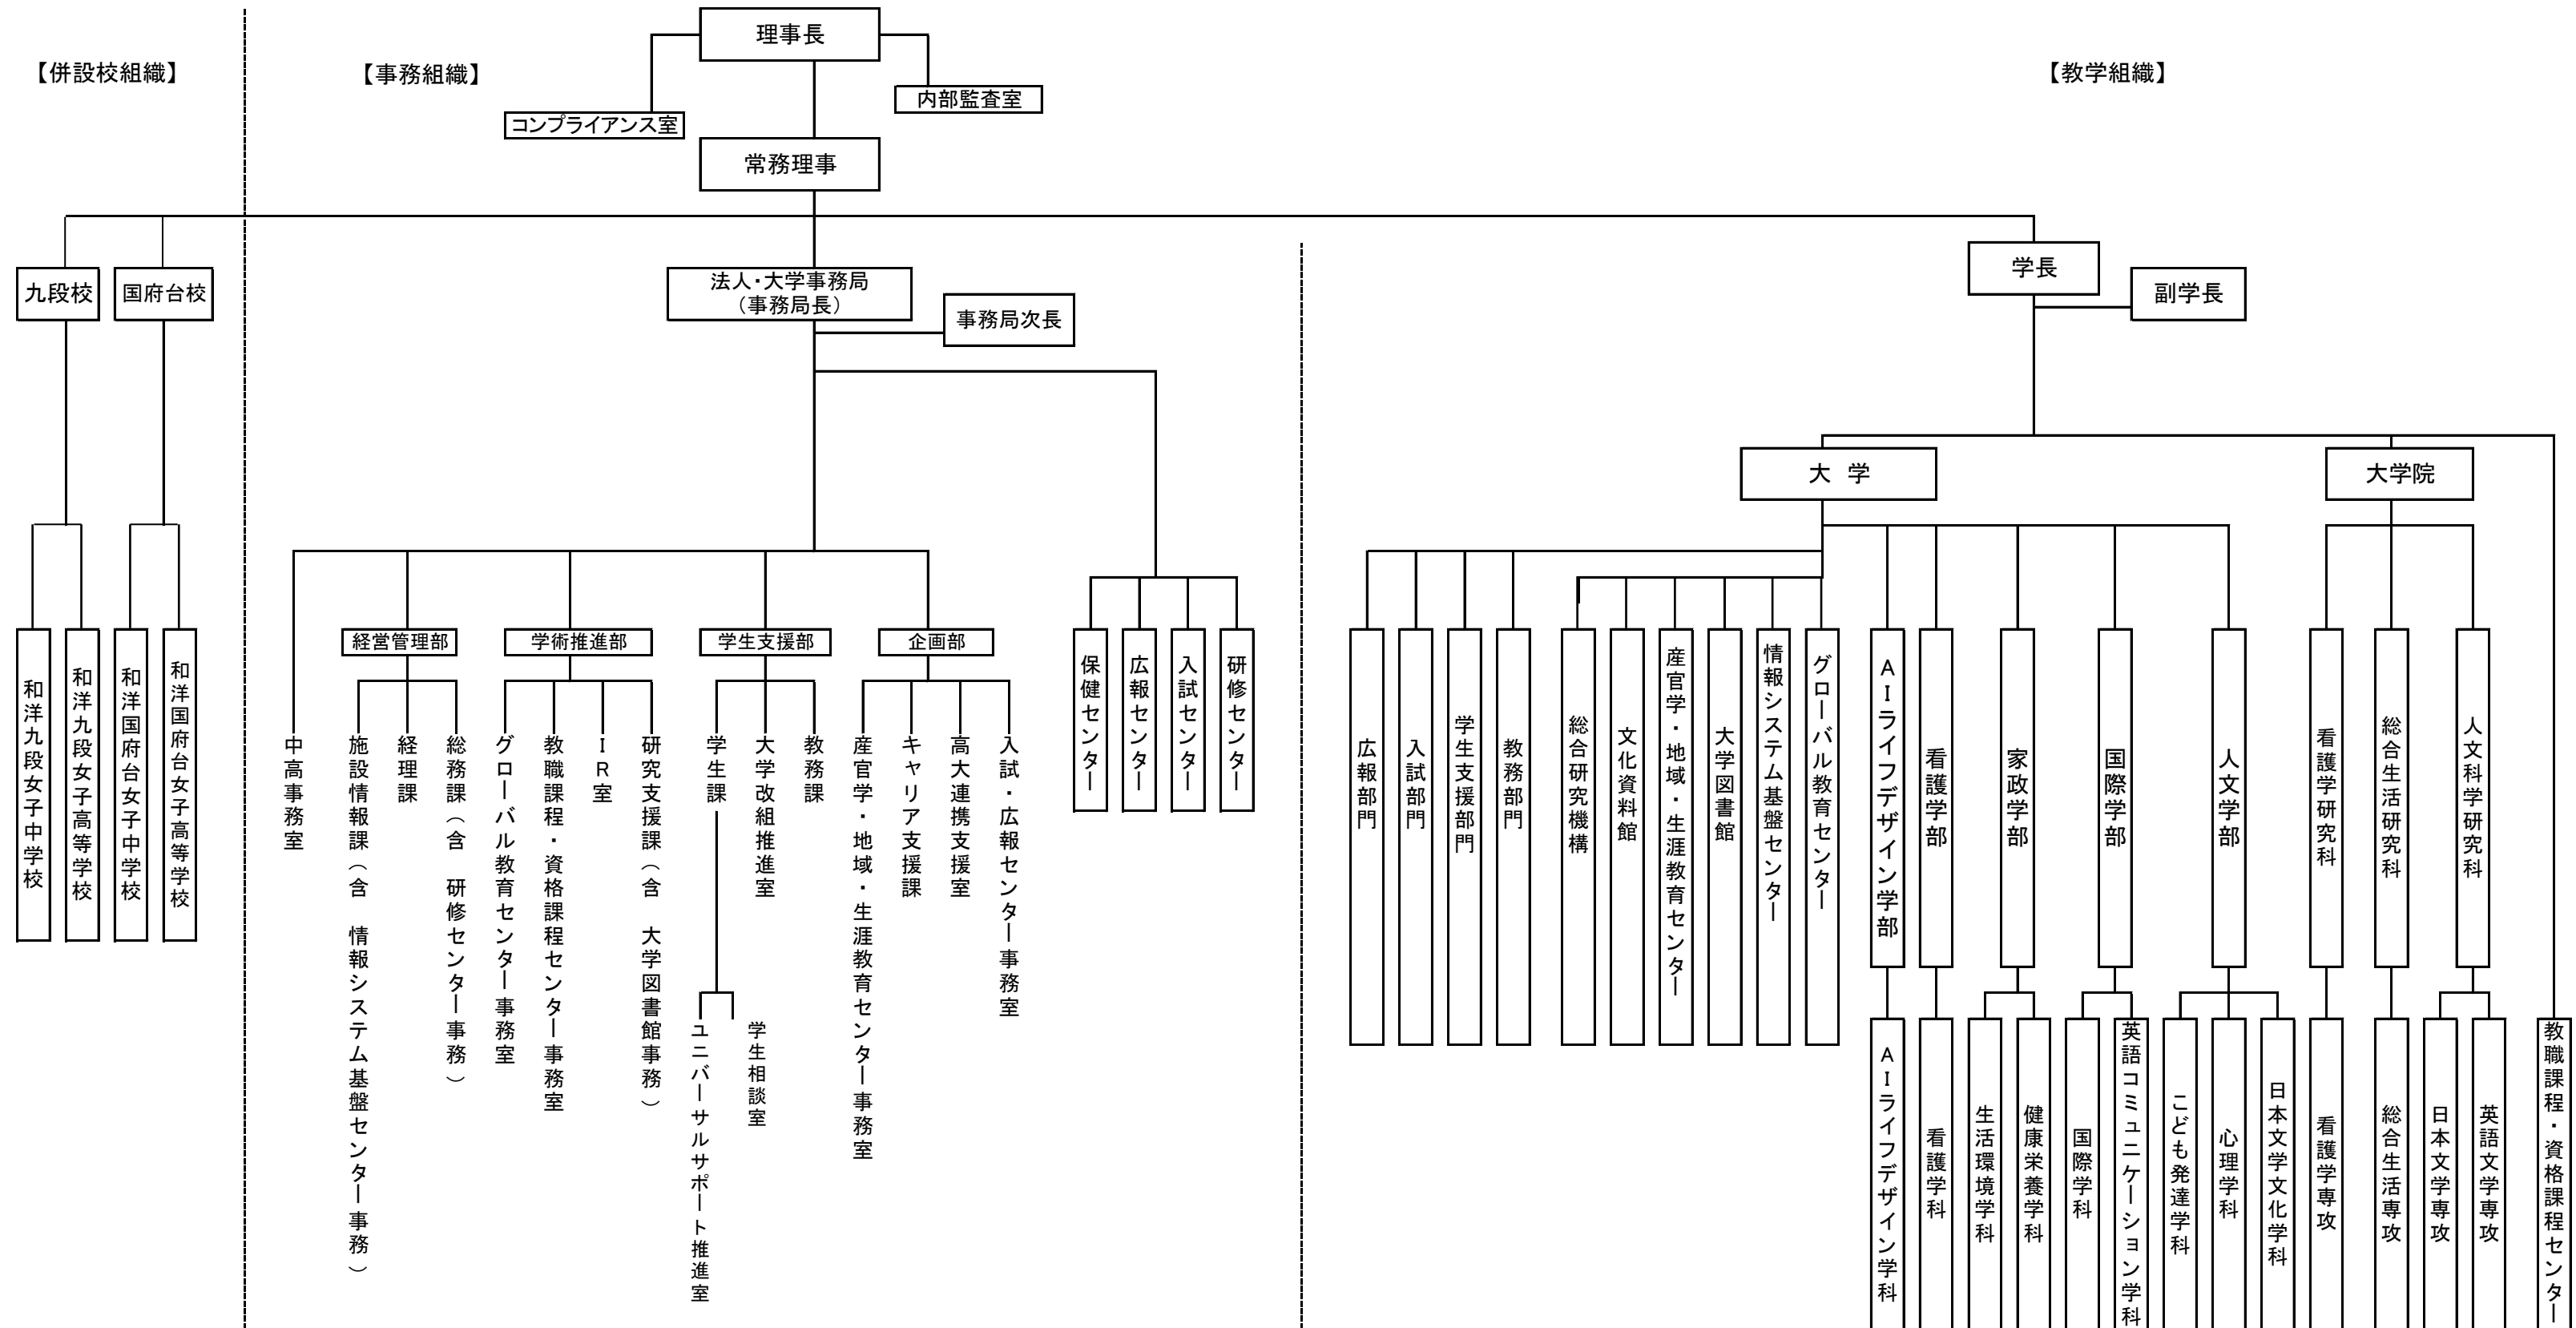 理事長
【併設校組織】
【事務組織】
【教学組織】
内部監査室
コンプライアンス室
常務理事
学長
九段校
国府台校
法人・大学事務局
（事務局長）
副学長
事務局次長
大　学
大学院
経営管理部
学術推進部
学生支援部
企画部
和洋九段女子中学校
和洋九段女子高等学校
和洋国府台女子中学校
和洋国府台女子高等学校
中高事務室
施設情報課（含　情報システム基盤センター事務）
経理課
総務課（含　研修センター事務）
グローバル教育センター事務室
教職課程・資格課程センター事務室
ＩＲ室
研究支援課（含　大学図書館事務）
学生課
大学改組推進室
教務課
産官学・地域・生涯教育センター事務室
キャリア支援課
高大連携支援室
入試・広報センター事務室
ユニバーサルサポート推進室
学生相談室
保健センター
広報センター
入試センター
研修センター
広報部門
入試部門
学生支援部門
教務部門
総合研究機構
文化資料館
産官学・地域・生涯教育センター
大学図書館
情報システム基盤センター
グローバル教育センター
ＡＩライフデザイン学部
看護学部
家政学部
国際学部
人文学部
看護学研究科
総合生活研究科
人文科学研究科
ＡＩライフデザイン学科
看護学科
生活環境学科
健康栄養学科
国際学科
英語コミュニケーション学科
こども発達学科
心理学科
日本文学文化学科
看護学専攻
総合生活専攻
日本文学専攻
英語文学専攻
教職課程・資格課程センター